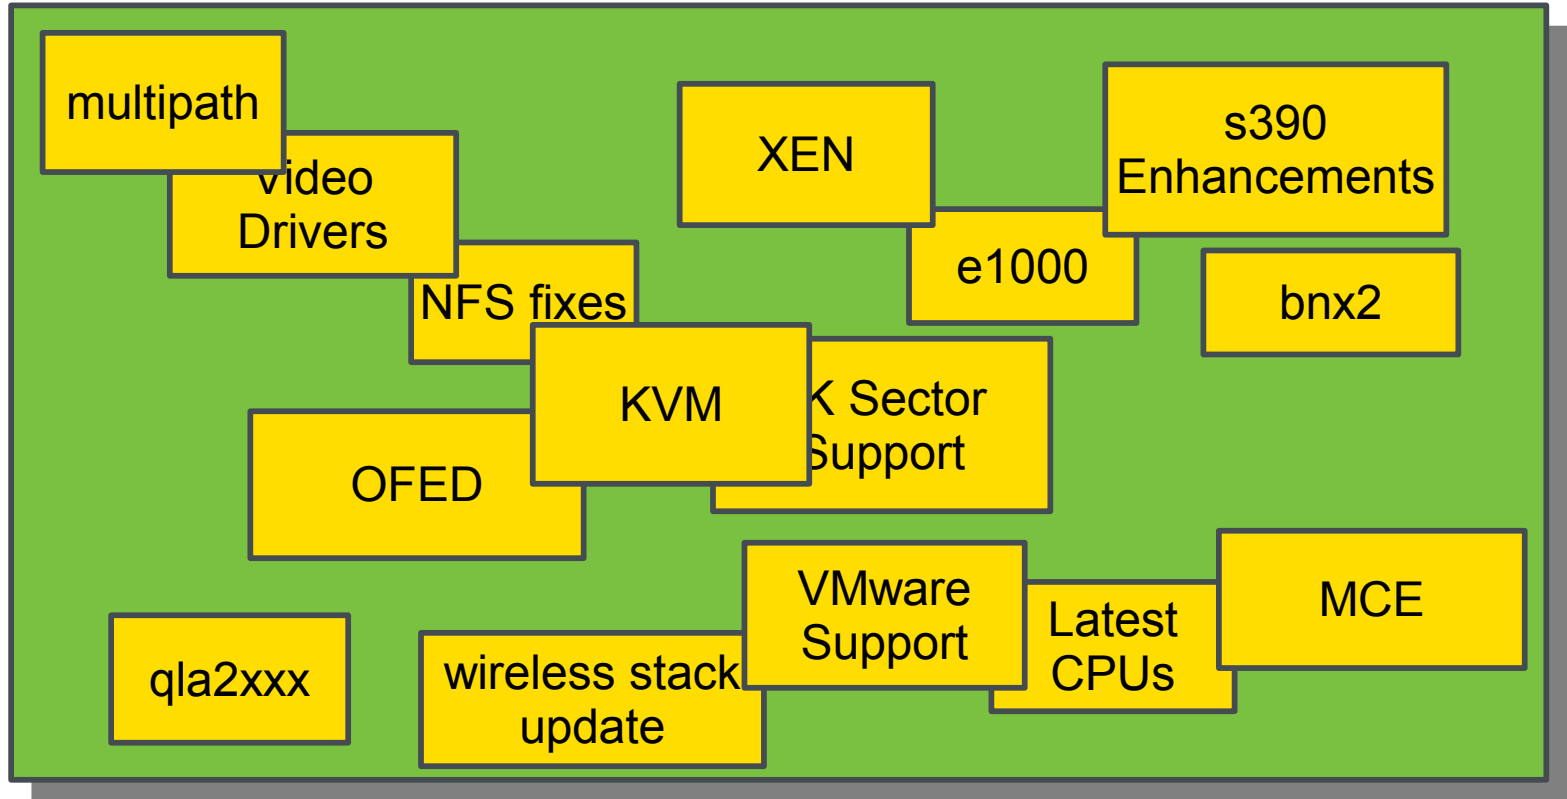 multipath
Video
Drivers
XEN
s390
Enhancements
NFS fixes
e1000
bnx2
KVM
K Sector
Support
OFED
VMware
Support
Latest
CPUs
MCE
qla2xxx
wireless stack
update